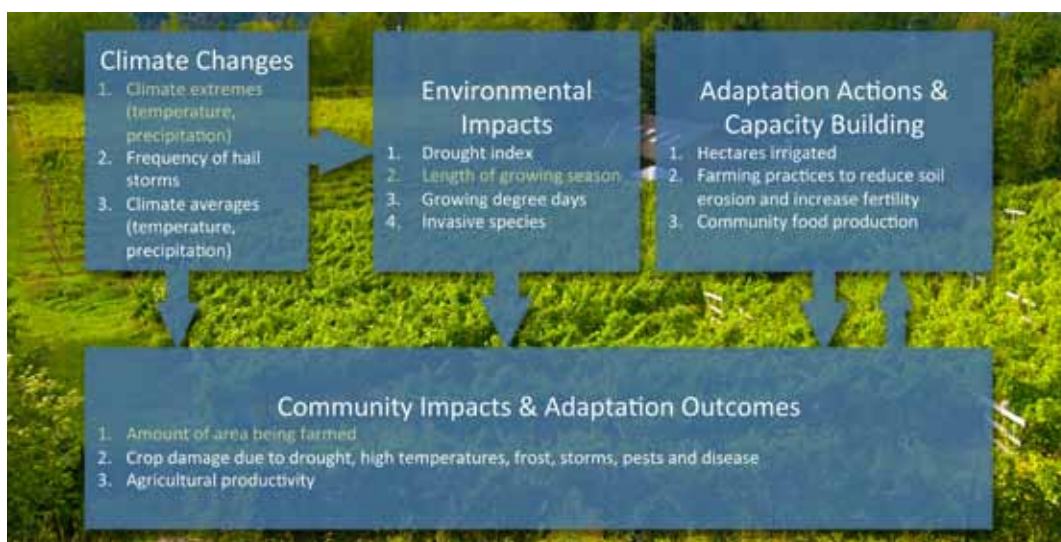 Climate Changes
1. Climate extremes
(temperature,
precipitation)
2. Frequency of hail
storms
3. Climate averages
(temperature,
precipitation)
Environmental
Impacts
1. Drought index
2. Length of growing season
3. Growing degree days
4. Invasive species
Adaptation Actions &
Capacity Building
1. Hectares irrigated
2. Farming practices to reduce soil
erosion and increase fertility
3. Community food production
Community Impacts & Adaptation Outcomes
1. Amount of area being farmed
2. Crop damage due to drought, high temperatures, frost, storms, pests and disease
3. Agricultural productivity